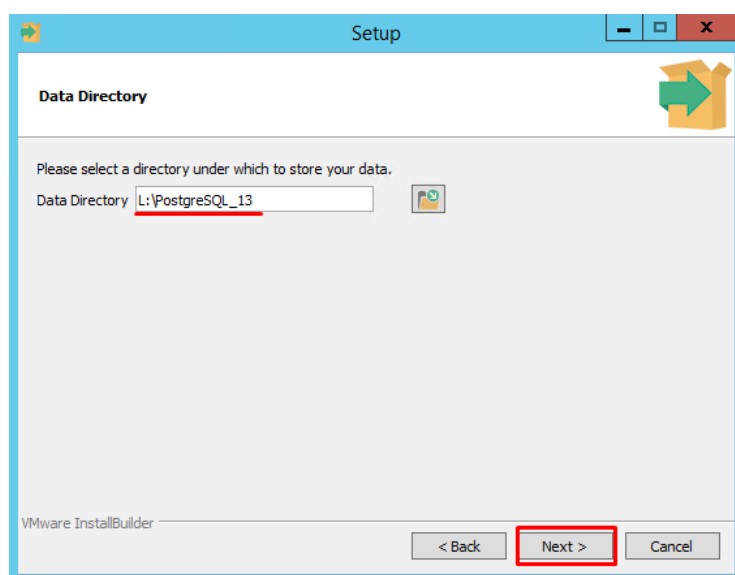 Setup
Data Directory
Please select a directory under which to store your data.
Data Directory L:\PostgreSQL_13
VMware InstallBuilder
< Back Next > Cancel